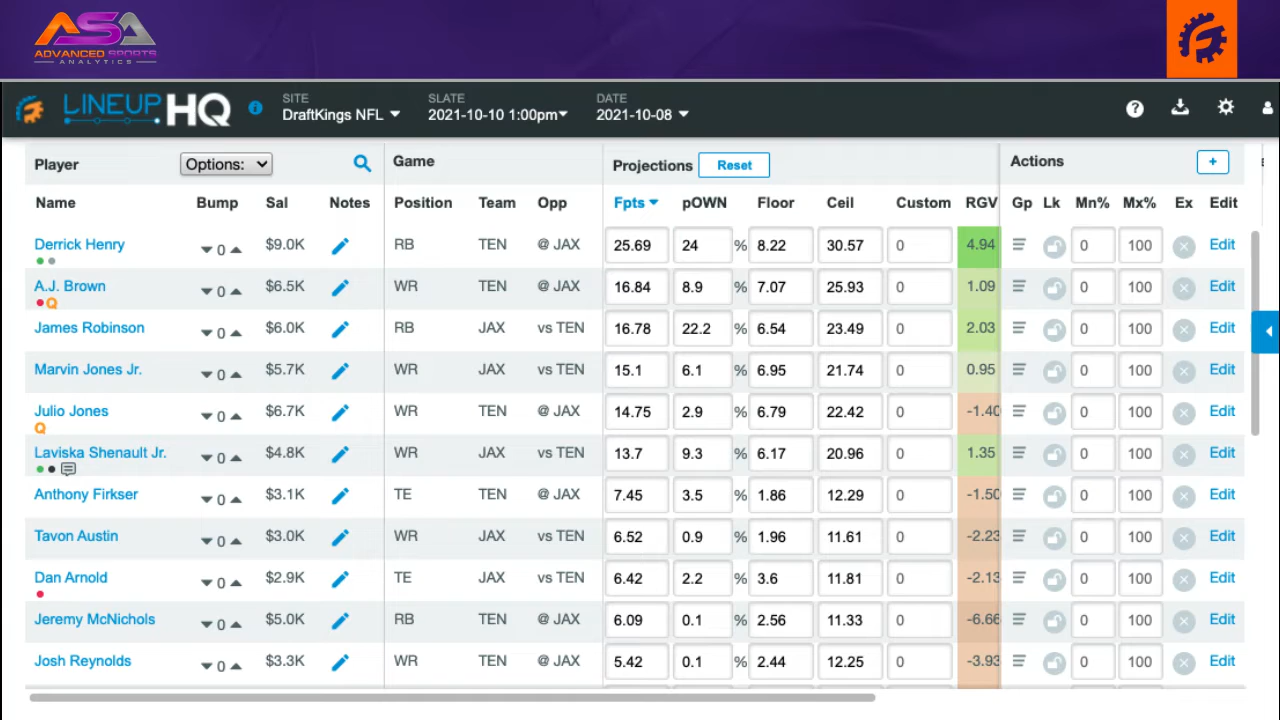 ASA
ADVANCED SPORTS
ANALYTICS
LINEUPHQ
SITE SLATE DATE
DraftKings NFL 2021-10-10 1:00pm 2021-10-08
Player Options: Game Projections Reset Actions +
Name Bump Sal Notes Position Team Opp Fpts pOWN Floor Ceil Custom RGV Gp Lk Mn% Mx% Ex Edit
Derrick Henry 0 $9.0K RB TEN @ JAX 25.69 24 % 8.22 30.57 0 4.94 0 100 Edit
A.J. Brown 0 $6.5K WR TEN @ JAX 16.84 8.9 % 7.07 25.93 0 1.09 0 100 Edit
Q
James Robinson 0 $6.0K RB JAX vs TEN 16.78 22.2 % 6.54 23.49 0 2.03 0 100 Edit
Marvin Jones Jr. 0 $5.7K WR JAX vs TEN 15.1 6.1 % 6.95 21.74 0 0.95 0 100 Edit
Julio Jones 0 $6.7K WR TEN @ JAX 14.75 2.9 % 6.79 22.42 0 -1.40 0 100 Edit
Q
Laviska Shenault Jr. 0 $4.8K WR JAX vs TEN 13.7 9.3 % 6.17 20.96 0 1.35 0 100 Edit
Anthony Firkser 0 $3.1K TE TEN @ JAX 7.45 3.5 % 1.86 12.29 0 -1.50 0 100 Edit
Tavon Austin 0 $3.0K WR JAX vs TEN 6.52 0.9 % 1.96 11.61 0 -2.23 0 100 Edit
Dan Arnold 0 $2.9K TE JAX vs TEN 6.42 2.2 % 3.6 11.81 0 -2.13 0 100 Edit
Jeremy McNichols 0 $5.0K RB TEN @ JAX 6.09 0.1 % 2.56 11.33 0 -6.66 0 100 Edit
Josh Reynolds 0 $3.3K WR TEN @ JAX 5.42 0.1 % 2.44 12.25 0 -3.93 0 100 Edit